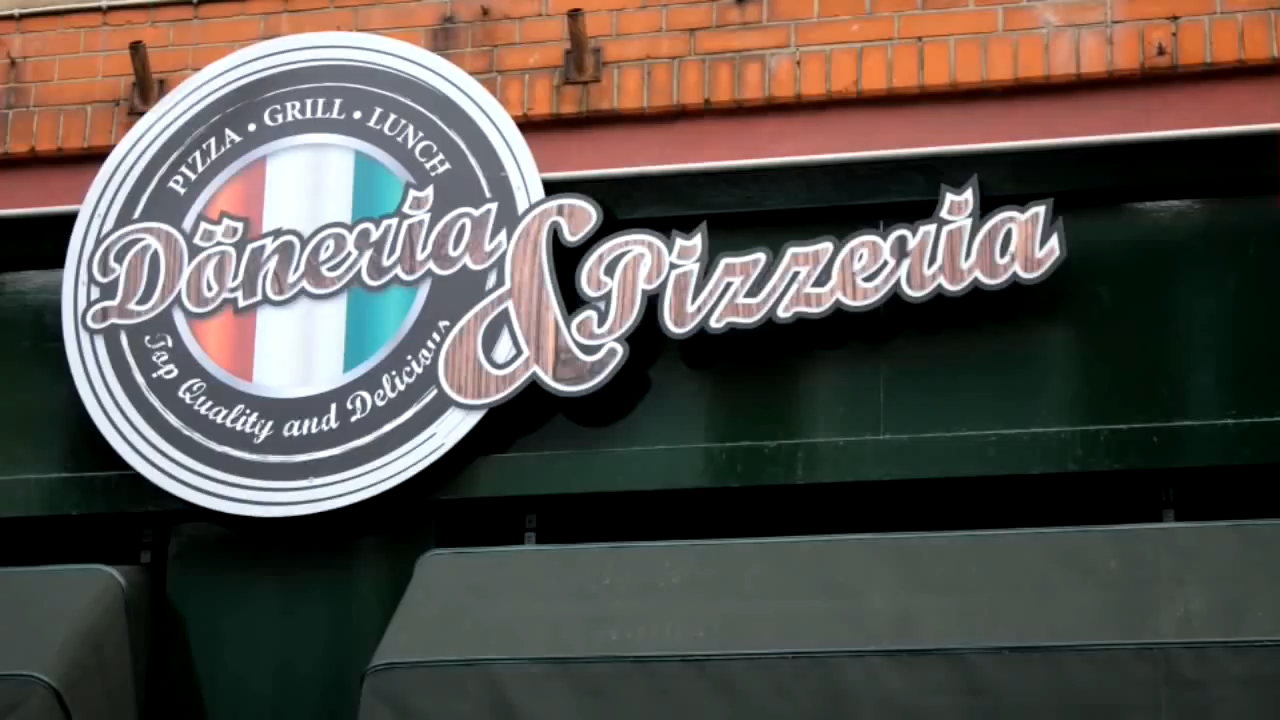 PIZZA • GRILL • LUNCH
Döneria & Pizzeria
Top Quality and Delicious